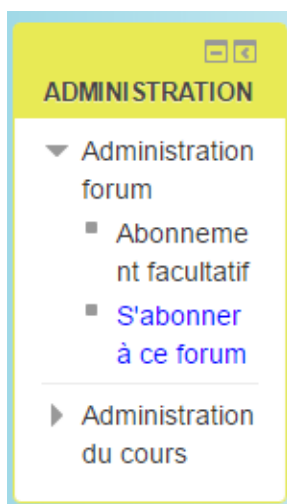 ADMINISTRATION
Administration
forum
Abonneme
nt facultatif
S'abonner
à ce forum
Administration
du cours